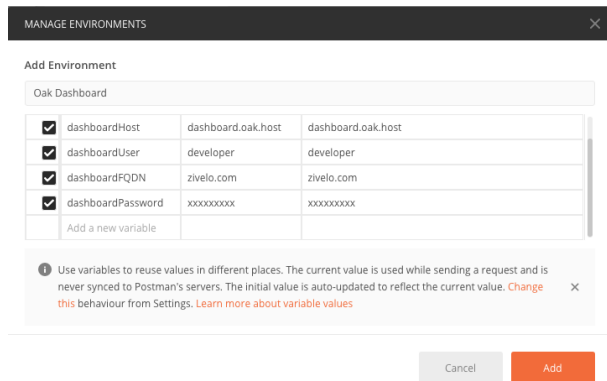 MANAGE ENVIRONMENTS
Add Environment
Oak Dashboard
dashboardHost dashboard.oak.host dashboard.oak.host
dashboardUser developer developer
dashboardFQDN zivelo.com zivelo.com
dashboardPassword xxxxxxxxx xxxxxxxxx
Add a new variable
Use variables to reuse values in different places. The current value is used while sending a request and is
never synced to Postman's servers. The initial value is auto-updated to reflect the current value. Change
this behaviour from Settings. Learn more about variable values
Cancel Add